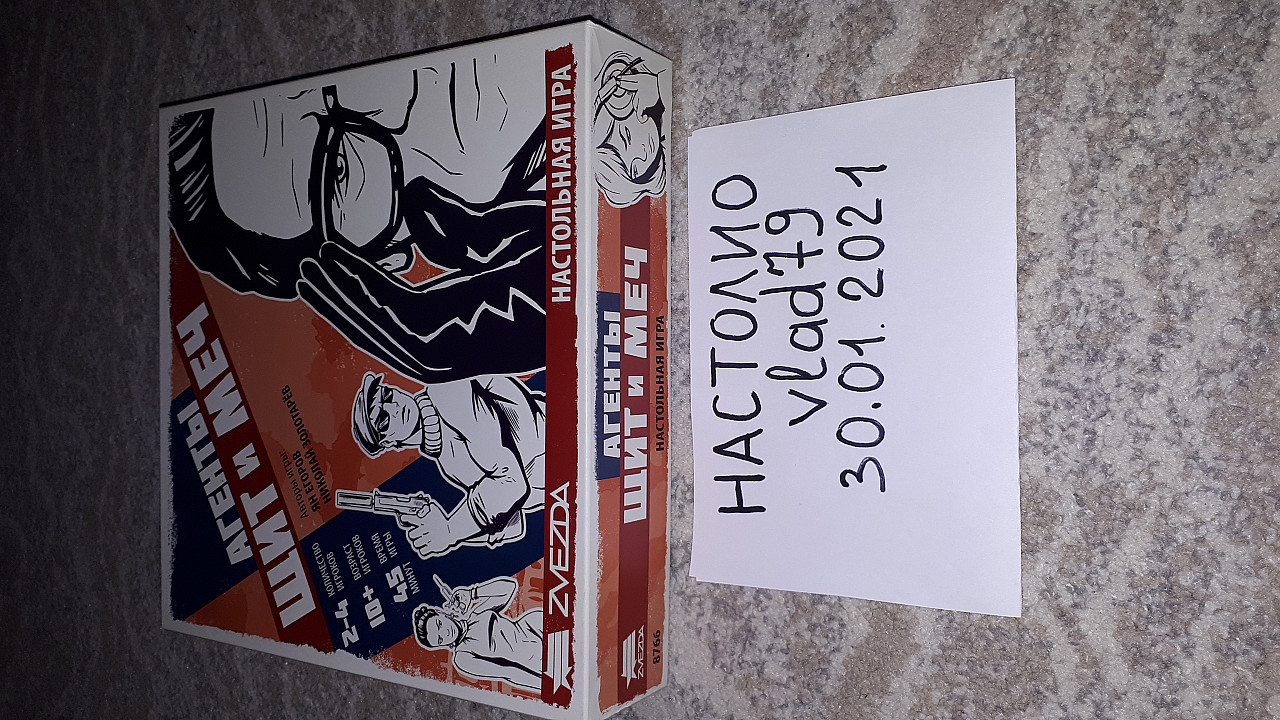 АГЕНТЫ
ЩИТ И МЕЧ
Авторы игры:
ЯН ЕГОРОВ
НИКОЛАЙ ЗОЛОТАРЁВ
2-4 КОЛИЧЕСТВО ИГРОКОВ
10+ ВОЗРАСТ ИГРОКОВ
45 МИНУТ ВРЕМЯ ИГРЫ
ZVEZDA НАСТОЛЬНАЯ ИГРА
АГЕНТЫ
ЩИТ И МЕЧ
НАСТОЛЬНАЯ ИГРА
ZVEZDA
8766
НАСТОЛИО
vlad79
30.01.2021